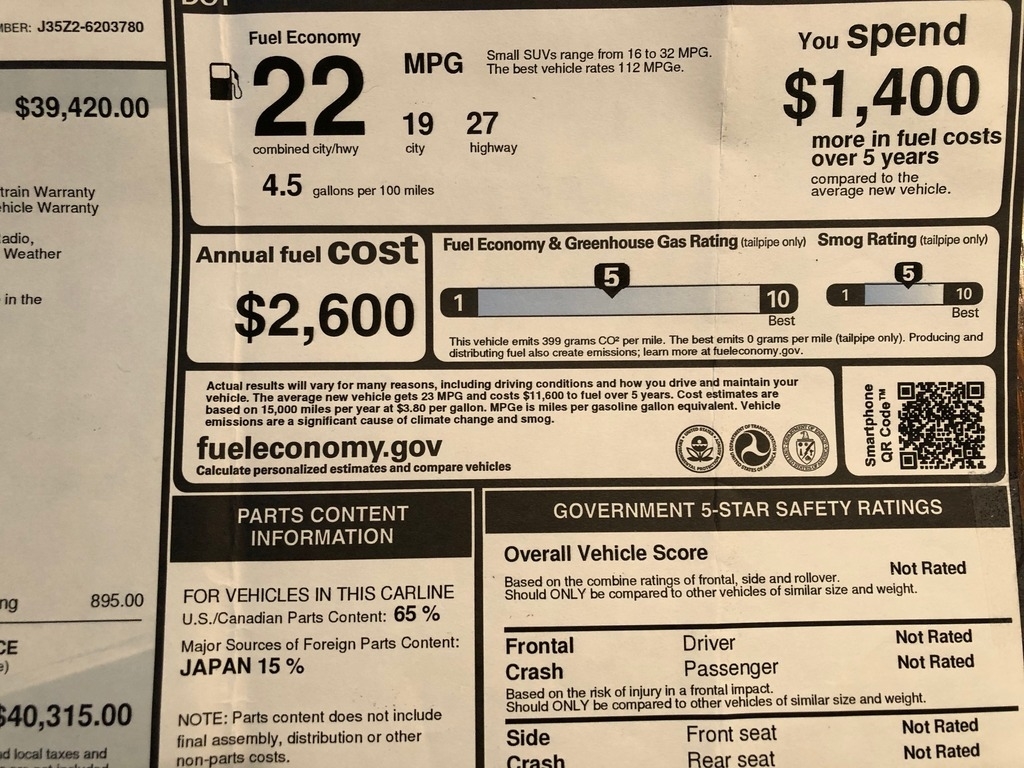 MBER: J35Z2-6203780
$39,420.00
train Warranty
ehicle Warranty
adio,
Weather
in the
ng 895.00
CE
e)
$40,315.00
d local taxes and
DOT
Fuel Economy
22
MPG
combined city/hwy
19
city
27
highway
4.5 gallons per 100 miles
Small SUVs range from 16 to 32 MPG.
The best vehicle rates 112 MPGe.
You spend
$1,400
more in fuel costs
over 5 years
compared to the
average new vehicle.
Annual fuel cost
$2,600
Fuel Economy & Greenhouse Gas Rating (tailpipe only)
5
1
10
Best
Smog Rating (tailpipe only)
5
1
10
Best
This vehicle emits 399 grams CO² per mile. The best emits 0 grams per mile (tailpipe only). Producing and
distributing fuel also create emissions; learn more at fueleconomy.gov.
Actual results will vary for many reasons, including driving conditions and how you drive and maintain your
vehicle. The average new vehicle gets 23 MPG and costs $11,600 to fuel over 5 years. Cost estimates are
based on 15,000 miles per year at $3.80 per gallon. MPGe is miles per gasoline gallon equivalent. Vehicle
emissions are a significant cause of climate change and smog.
fueleconomy.gov
Calculate personalized estimates and compare vehicles
Smartphone
QR Code™
PARTS CONTENT
INFORMATION
FOR VEHICLES IN THIS CARLINE
U.S./Canadian Parts Content: 65 %
Major Sources of Foreign Parts Content:
JAPAN 15 %
NOTE: Parts content does not include
final assembly, distribution or other
non-parts costs.
GOVERNMENT 5-STAR SAFETY RATINGS
Overall Vehicle Score Not Rated
Based on the combine ratings of frontal, side and rollover.
Should ONLY be compared to other vehicles of similar size and weight.
Frontal Driver Not Rated
Crash Passenger Not Rated
Based on the risk of injury in a frontal impact.
Should ONLY be compared to other vehicles of similar size and weight.
Side Front seat Not Rated
Crash Rear seat Not Rated